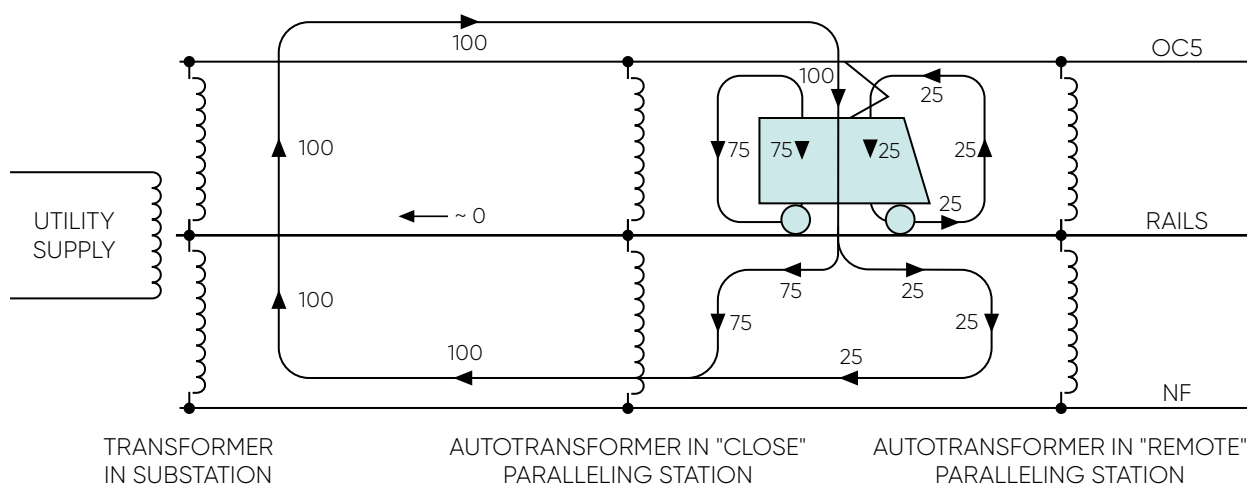 100
OC5
100
25
100
75
75
25
25
UTILITY
SUPPLY
~ 0
25
RAILS
100
75
25
75
25
100
25
NF
TRANSFORMER
IN SUBSTATION
AUTOTRANSFORMER IN "CLOSE"
PARALLELING STATION
AUTOTRANSFORMER IN "REMOTE"
PARALLELING STATION